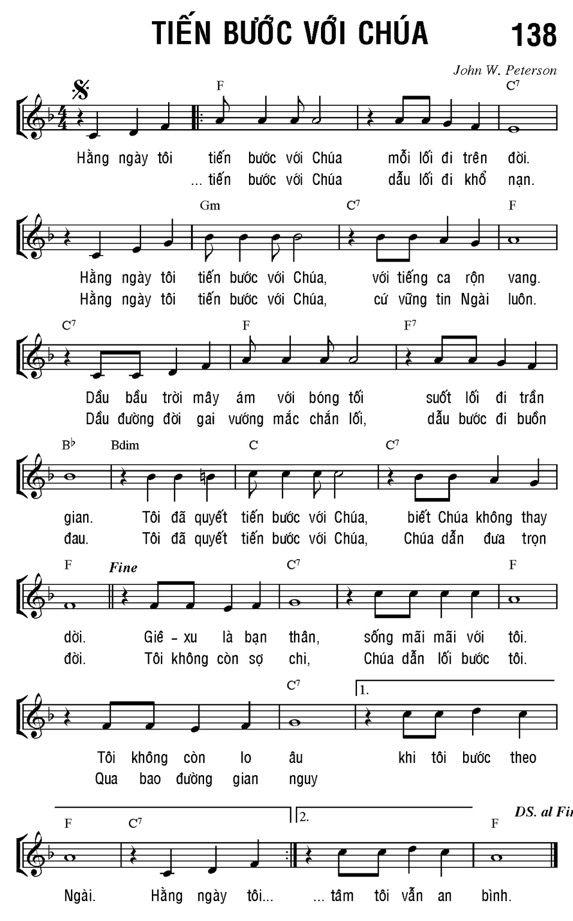 TIẾN BƯỚC VỚI CHÚA 138
John W. Peterson
F C7
4
4
Hằng ngày tôi tiến bước với Chúa mỗi lối đi trên đời.
... tiến bước với Chúa dẫu lối đi khổ nạn.
Gm C7 F
Hằng ngày tôi tiến bước với Chúa, với tiếng ca rộn vang.
Hằng ngày tôi tiến bước với Chúa, cứ vững tin Ngài luôn.
C7 F F7
Dầu bầu trời mây ám với bóng tối suốt lối đi trần
Dầu đường đời gai vướng mắc chắn lối, dẫu bước đi buồn
Bb Bdim C C7
gian. Tôi đã quyết tiến bước với Chúa, biết Chúa không thay
đau. Tôi đã quyết tiến bước với Chúa, Chúa dẫn đưa trọn
F Fine C7 F
dời. Giê - xu là bạn thân, sống mãi mãi với tôi.
đời. Tôi không còn sợ chi, Chúa dẫn lối bước tôi.
C7 1.
Tôi không còn lo âu khi tôi bước theo
Qua bao đường gian nguy
DS. al Fin
F C7 2. F
Ngài. Hằng ngày tôi... ... tâm tôi vẫn an bình.